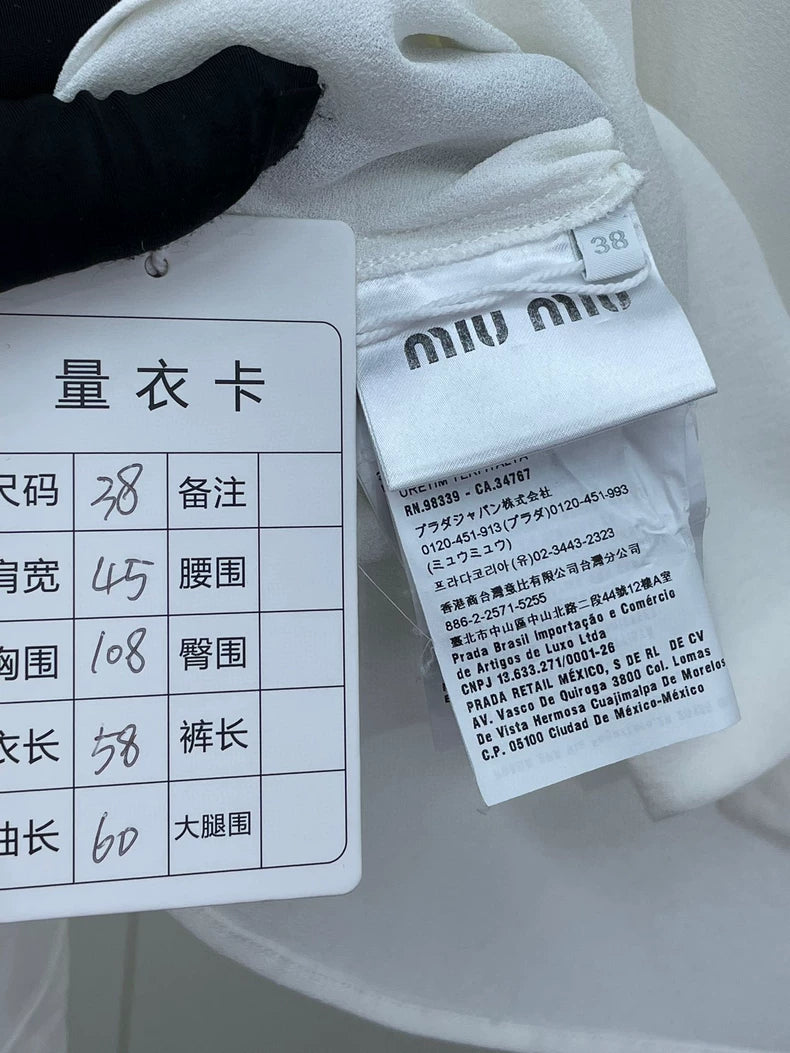 量衣卡
尺码 38 备注
肩宽 45 腰围
胸围 108 臀围
衣长 58 裤长
袖长 60 大腿围
38
MIU MIU
RN.98339 - CA.34767
プラダジャパン株式会社
0120-451-913(プラダ)0120-451-993
(ミュウミュウ)
프라다코리아 (유)02-3443-2323
香港商台灣蕊比有限公司台灣分公司
886-2-2571-5255
臺北市中山區中山北路二段44號12樓A室
Prada Brasil Importação e Comércio
de Artigos de Luxo Ltda
CNPJ 13.633.271/0001-26
PRADA RETAIL MÉXICO, S DE RL DE CV
AV. Vasco De Quiroga 3800 Col. Lomas
De Vista Hermosa Cuajimalpa De Morelos
C.P. 05100 Ciudad De México-México